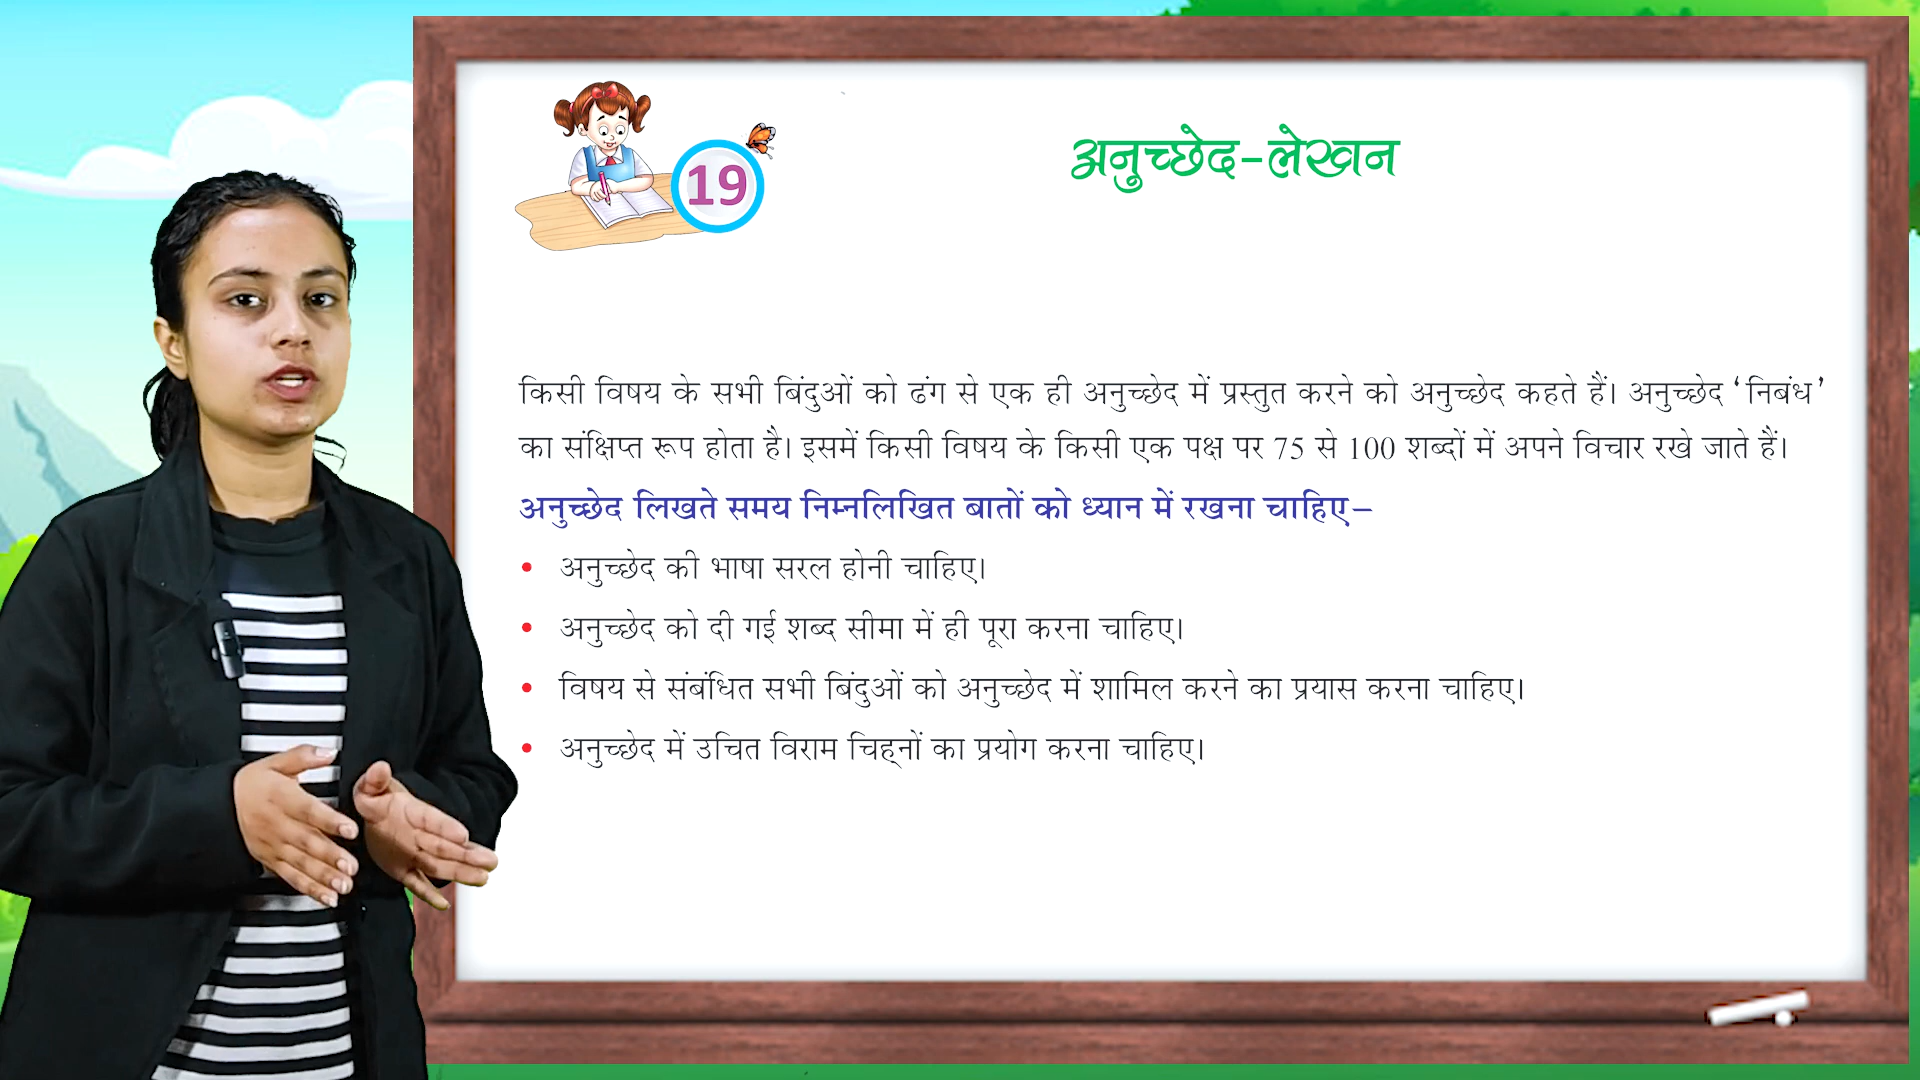 19
अनुच्छेद-लेखन
किसी विषय के सभी बिंदुओं को ढंग से एक ही अनुच्छेद में प्रस्तुत करने को अनुच्छेद कहते हैं। अनुच्छेद ‘निबंध’
का संक्षिप्त रूप होता है। इसमें किसी विषय के किसी एक पक्ष पर 75 से 100 शब्दों में अपने विचार रखे जाते हैं।
अनुच्छेद लिखते समय निम्नलिखित बातों को ध्यान में रखना चाहिए–
• अनुच्छेद की भाषा सरल होनी चाहिए।
• अनुच्छेद को दी गई शब्द सीमा में ही पूरा करना चाहिए।
• विषय से संबंधित सभी बिंदुओं को अनुच्छेद में शामिल करने का प्रयास करना चाहिए।
• अनुच्छेद में उचित विराम चिह्नों का प्रयोग करना चाहिए।